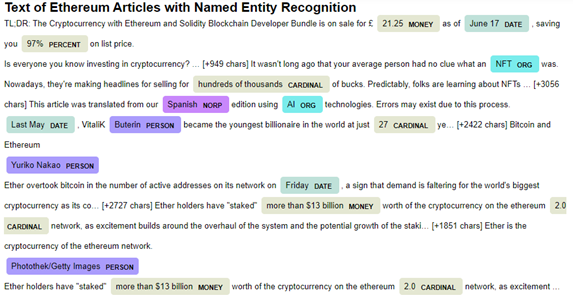 Text of Ethereum Articles with Named Entity Recognition
TL;DR: The Cryptocurrency with Ethereum and Solidity Blockchain Developer Bundle is on sale for £ 21.25 MONEY as of June 17 DATE , saving
you 97% PERCENT on list price.
Is everyone you know investing in cryptocurrency? … [+949 chars] It wasn't long ago that your average person had no clue what an NFT ORG was.
Nowadays, they're making headlines for selling for hundreds of thousands CARDINAL of bucks. Predictably, folks are learning about NFTs … [+3056
chars] This article was translated from our Spanish NORP edition using AI ORG technologies. Errors may exist due to this process.
Last May DATE , VitaliK Buterin PERSON became the youngest billionaire in the world at just 27 CARDINAL ye… [+2422 chars] Bitcoin and
Ethereum
Yuriko Nakao PERSON
Ether overtook bitcoin in the number of active addresses on its network on Friday DATE , a sign that demand is faltering for the world's biggest
cryptocurrency as its co… [+2727 chars] Ether holders have "staked" more than $13 billion MONEY worth of the cryptocurrency on the ethereum 2.0
CARDINAL network, as excitement builds around the overhaul of the system and the potential growth of the staki… [+1851 chars] Ether is the
cryptocurrency of the ethereum network.
Photothek/Getty Images PERSON
Ether holders have "staked" more than $13 billion MONEY worth of the cryptocurrency on the ethereum 2.0 CARDINAL network, as excitement …